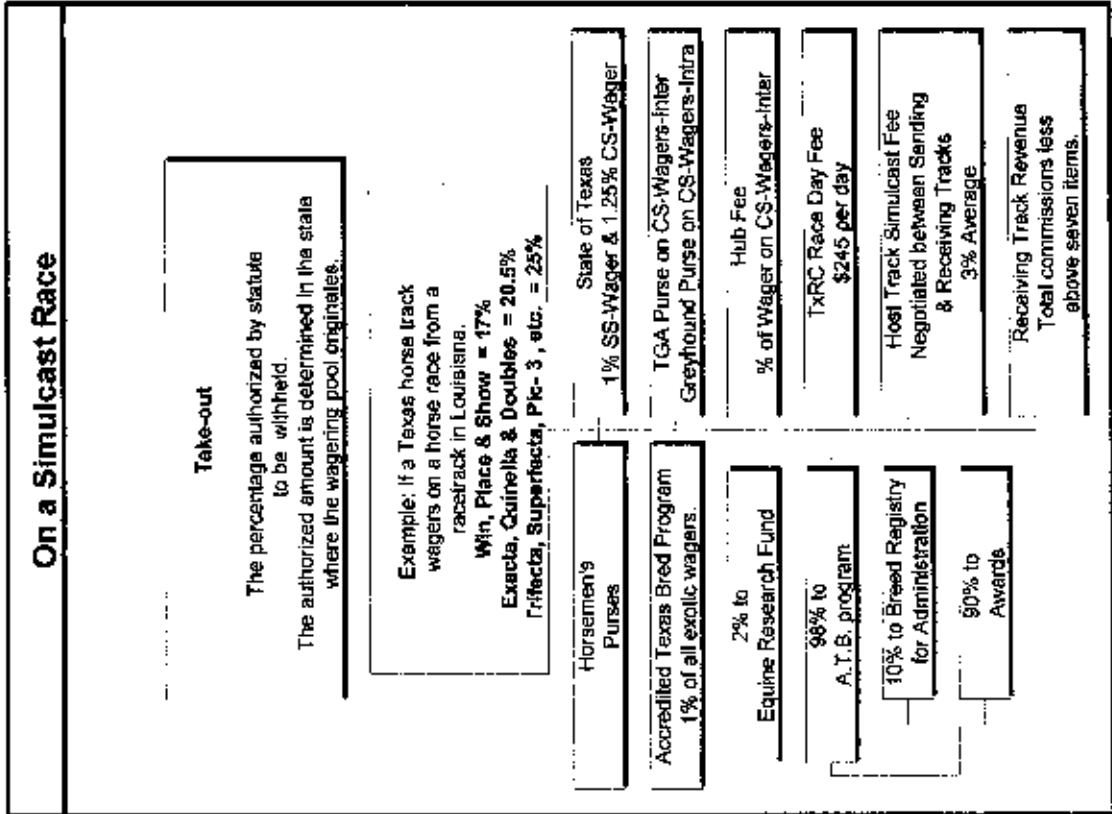 On a Simulcast Race
Take-out
The percentage authorized by statute
to be withheld.
The authorized amount is determined in the state
where the wagering pool originates.
Example: If a Texas horse track
wagers on a horse race from a
racetrack in Louisiana.
Win, Place & Show = 17%
Exacta, Quinella & Doubles = 20.5%
Trifecta, Superfecta, Pic- 3 , etc. = 25%
Horsemen's
Purses
Accredited Texas Bred Program
1% of all exotic wagers.
2% to
Equine Research Fund
98% to
A.T.B. program
10% to Breed Registry
for Administration
90% to
Awards
State of Texas
1% SS-Wager & 1.25% CS-Wager
TGA Purse on CS-Wagers-Inter
Greyhound Purse on CS-Wagers-Intra
Hub Fee
% of Wager on CS-Wagers-Inter
TxRC Race Day Fee
$245 per day
Host Track Simulcast Fee
Negotiated between Sending
& Receiving Tracks
3% Average
Receiving Track Revenue
Total commissions less
above seven items.